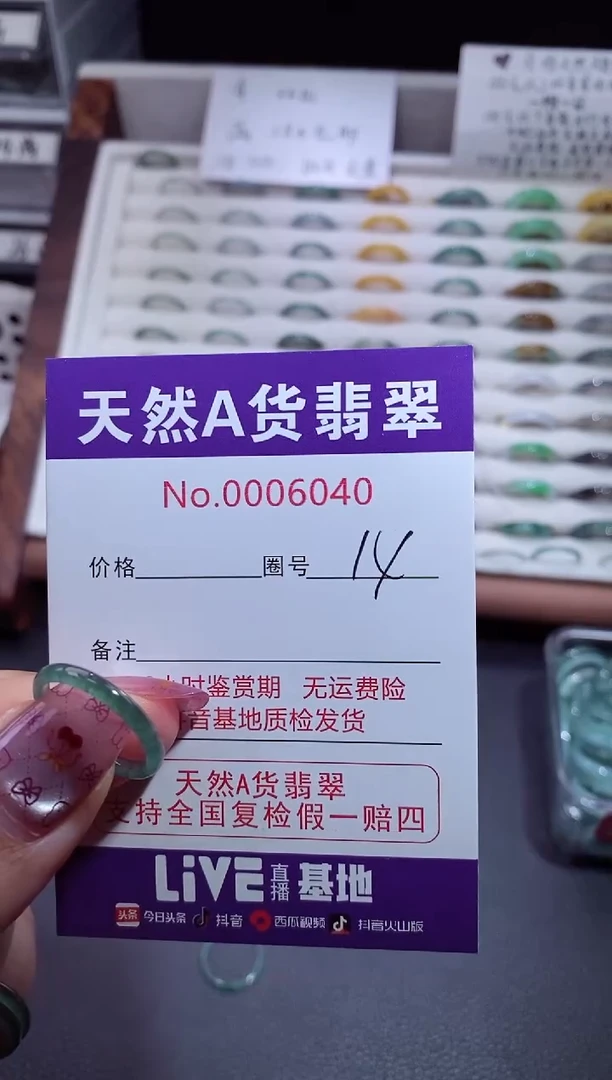 天然A货翡翠
No.0006040
价格 圈号 14
备注
小时鉴赏期 无运费险
音基地质检发货
天然A货翡翠
支持全国复检假一赔四
LiVE 直播 基地
头条 今日头条 抖音 西瓜视频 抖音火山版